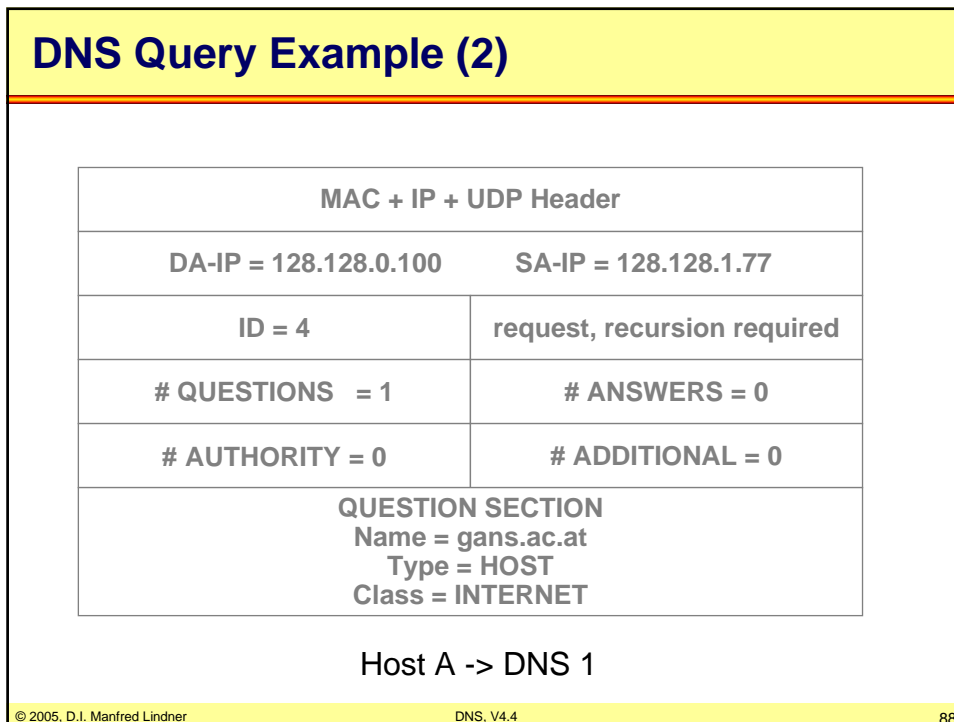 DNS Query Example (2)
MAC + IP + UDP Header
DA-IP = 128.128.0.100 SA-IP = 128.128.1.77
ID = 4
request, recursion required
# QUESTIONS = 1
# ANSWERS = 0
# AUTHORITY = 0
# ADDITIONAL = 0
QUESTION SECTION
Name = gans.ac.at
Type = HOST
Class = INTERNET
Host A -> DNS 1
© 2005, D.I. Manfred Lindner
DNS, V4.4
88